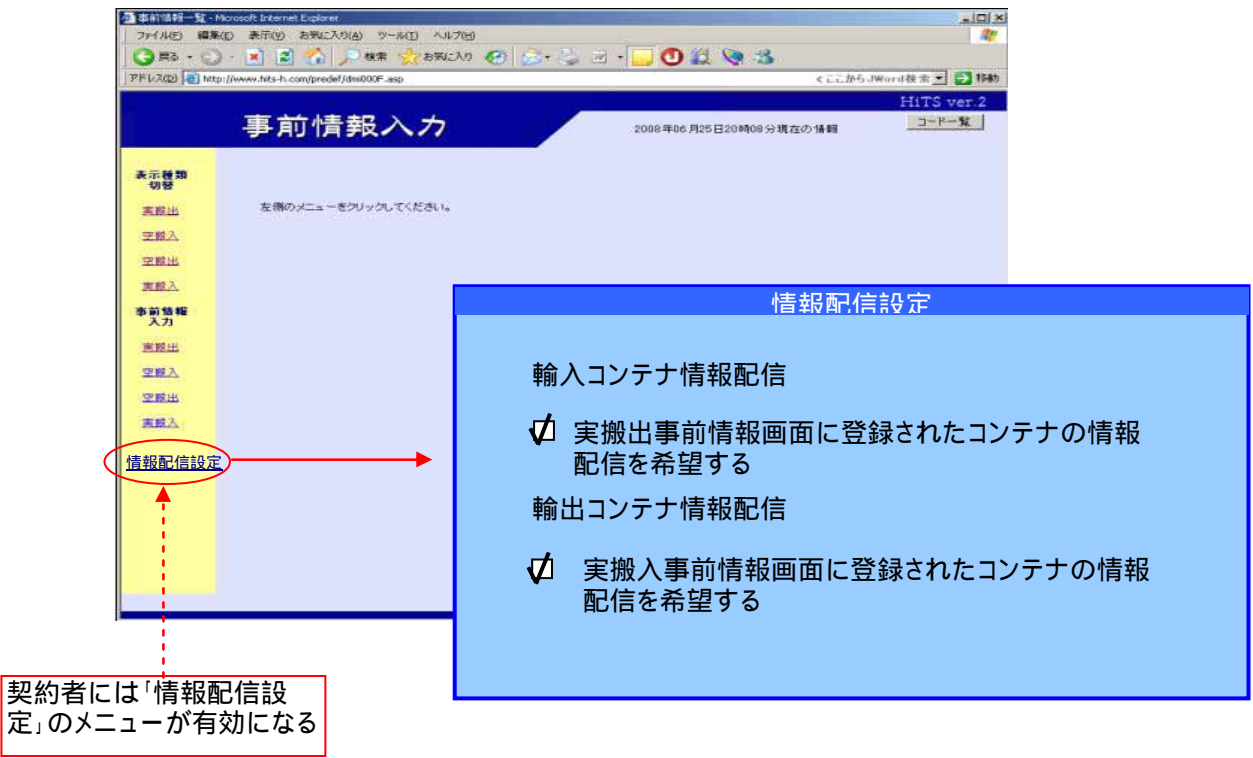 事前情報一覧 - Microsoft Internet Explorer
ファイル(F) 編集(E) 表示(V) お気に入り(A) ツール(T) ヘルプ(H)
戻る 検索 お気に入り
アドレス(D) http://www.hits-h.com/predef/dmi000F.asp ここからJWord検索 移動
HiTS ver.2
事前情報入力
2008年06月25日20時08分現在の情報
コード一覧
表示種類
切替
実搬出
空搬入
空搬出
実搬入
事前情報
入力
実搬出
空搬入
空搬出
実搬入
情報配信設定
左側のメニューをクリックしてください。
情報配信設定
輸入コンテナ情報配信
実搬出事前情報画面に登録されたコンテナの情報
配信を希望する
輸出コンテナ情報配信
実搬入事前情報画面に登録されたコンテナの情報
配信を希望する
契約者には「情報配信設
定」のメニューが有効になる